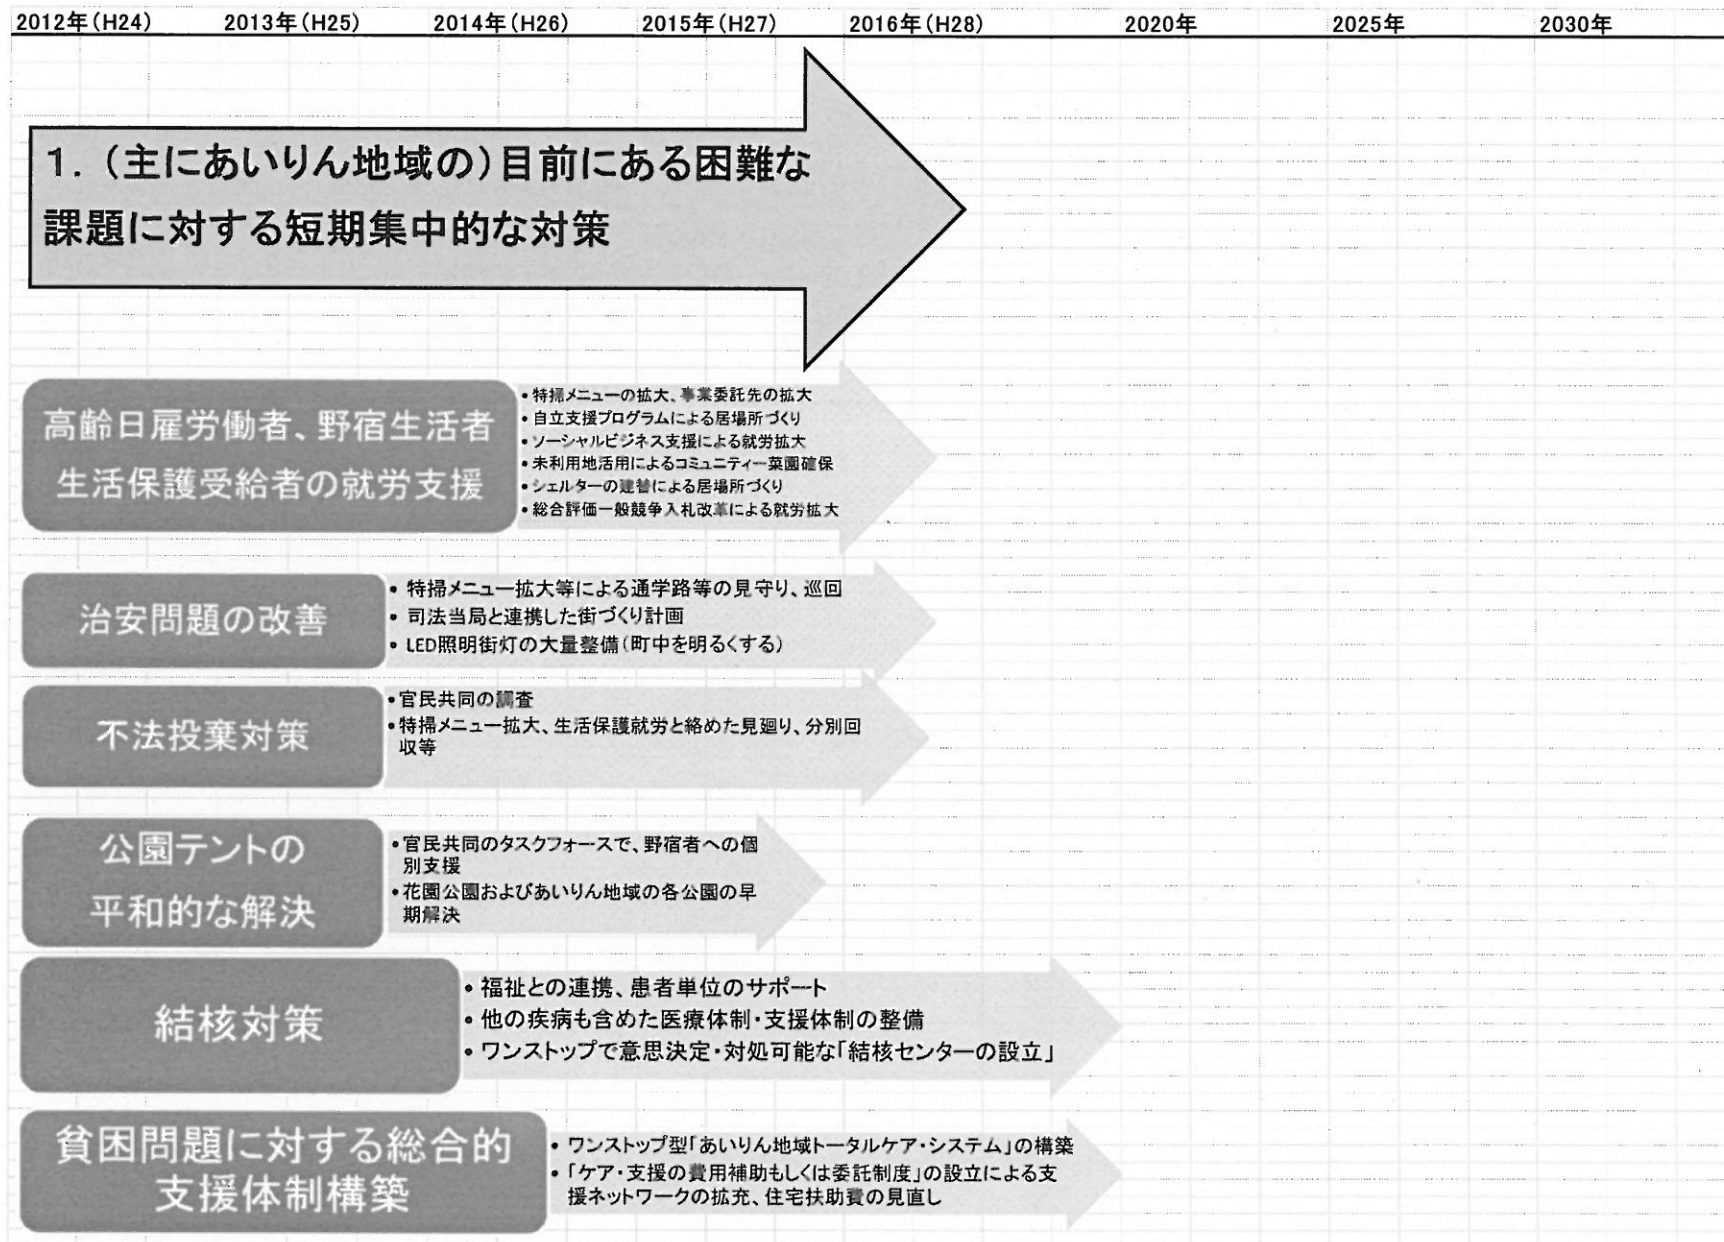 2012年(H24) 2013年(H25) 2014年(H26) 2015年(H27) 2016年(H28) 2020年 2025年 2030年
1．(主にあいりん地域の)目前にある困難な
課題に対する短期集中的な対策
高齢日雇労働者、野宿生活者
生活保護受給者の就労支援
•特掃メニューの拡大、事業委託先の拡大
•自立支援プログラムによる居場所づくり
•ソーシャルビジネス支援による就労拡大
•未利用地活用によるコミュニティー菜園確保
•シェルターの建替による居場所づくり
•総合評価一般競争入札改革による就労拡大
治安問題の改善
• 特掃メニュー拡大等による通学路等の見守り、巡回
• 司法当局と連携した街づくり計画
• LED照明街灯の大量整備(町中を明るくする)
不法投棄対策
•官民共同の調査
•特掃メニュー拡大、生活保護就労と絡めた見廻り、分別回
収等
公園テントの
平和的な解決
•官民共同のタスクフォースで、野宿者への個
別支援
•花園公園およびあいりん地域の各公園の早
期解決
結核対策
• 福祉との連携、患者単位のサポート
• 他の疾病も含めた医療体制・支援体制の整備
• ワンストップで意思決定・対処可能な「結核センターの設立」
貧困問題に対する総合的
支援体制構築
• ワンストップ型「あいりん地域トータルケア・システム」の構築
• 「ケア・支援の費用補助もしくは委託制度」の設立による支
援ネットワークの拡充、住宅扶助費の見直し